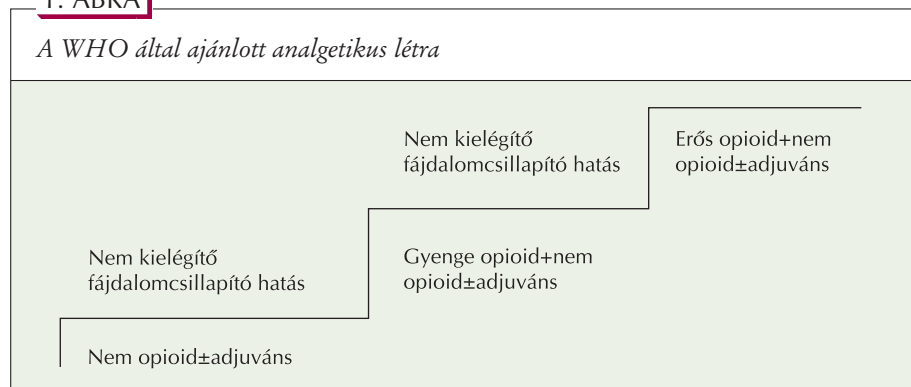 1. ÁBRA
A WHO által ajánlott analgetikus létra
Nem kielégítő
fájdalomcsillapító hatás
Erős opioid+nem
opioid±adjuváns
Nem kielégítő
fájdalomcsillapító hatás
Gyenge opioid+nem
opioid±adjuváns
Nem opioid±adjuváns